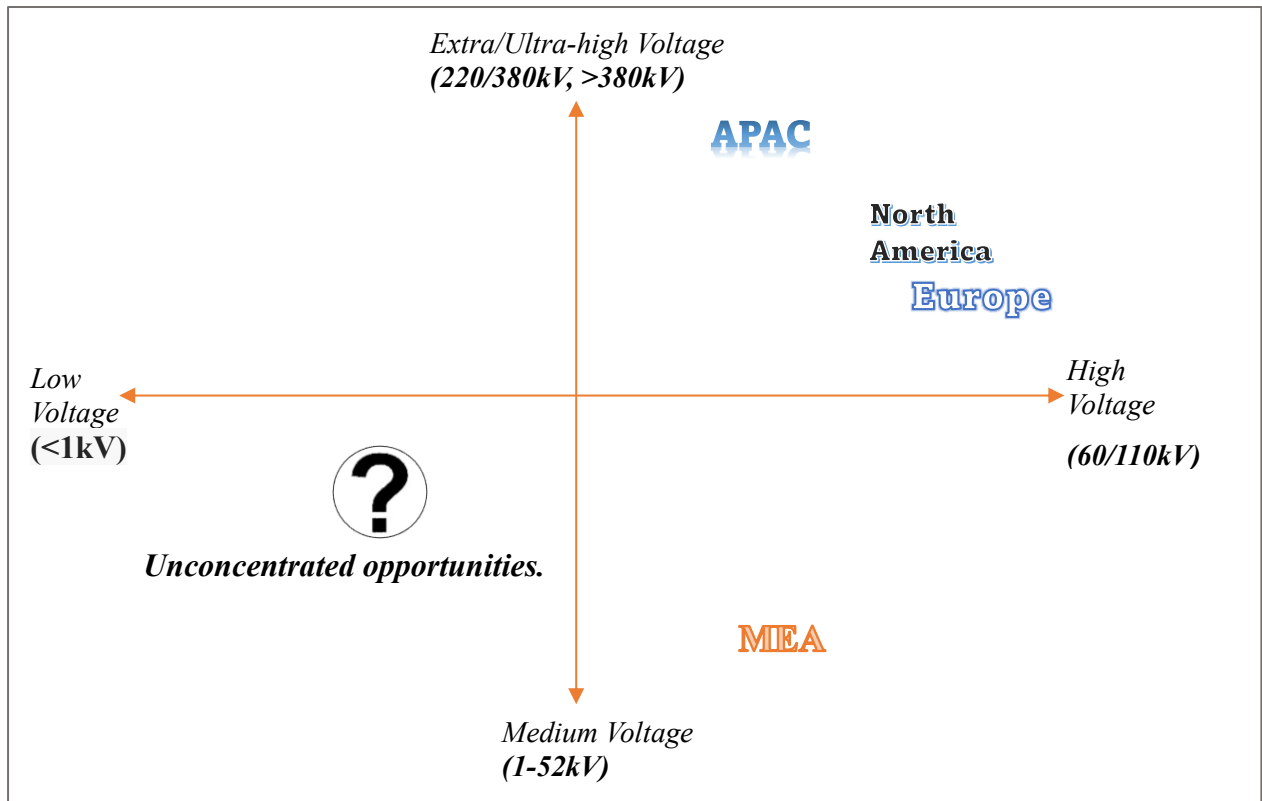 Extra/Ultra-high Voltage
(220/380kV, >380kV)
APAC
North
America
Europe
Low
Voltage
(<1kV)
High
Voltage
(60/110kV)
?
Unconcentrated opportunities.
MEA
Medium Voltage
(1-52kV)